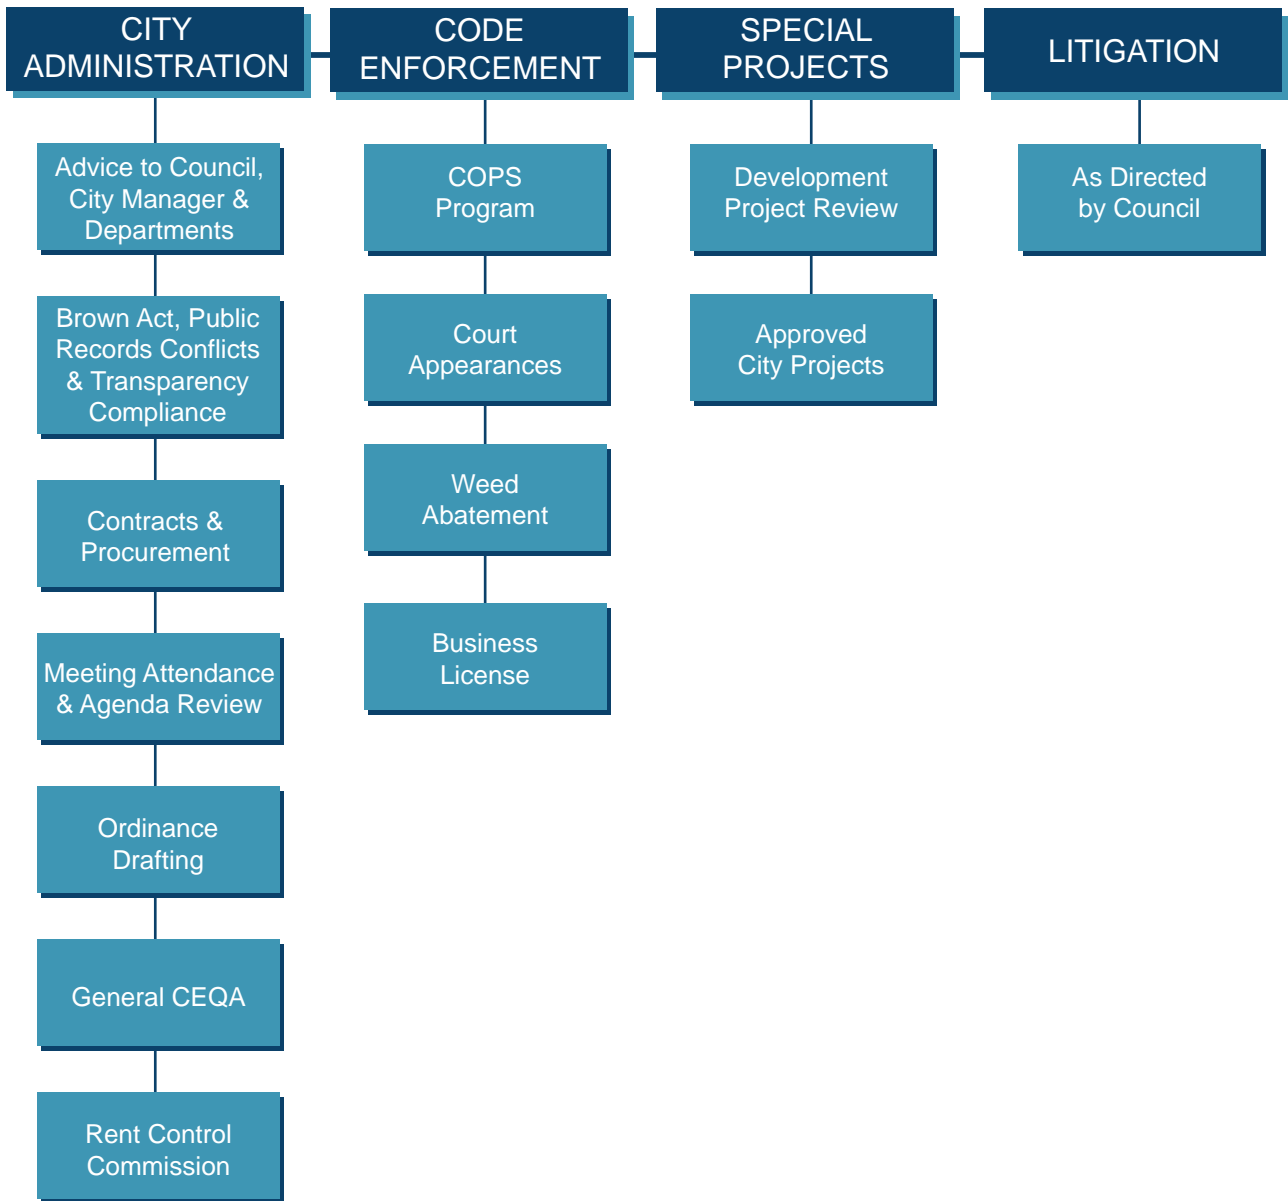 CITY
ADMINISTRATION
CODE
ENFORCEMENT
SPECIAL
PROJECTS
LITIGATION
Advice to Council,
City Manager &
Departments
Brown Act, Public
Records Conflicts
& Transparency
Compliance
Contracts &
Procurement
Meeting Attendance
& Agenda Review
Ordinance
Drafting
General CEQA
Rent Control
Commission
COPS
Program
Court
Appearances
Weed
Abatement
Business
License
Development
Project Review
Approved
City Projects
As Directed
by Council